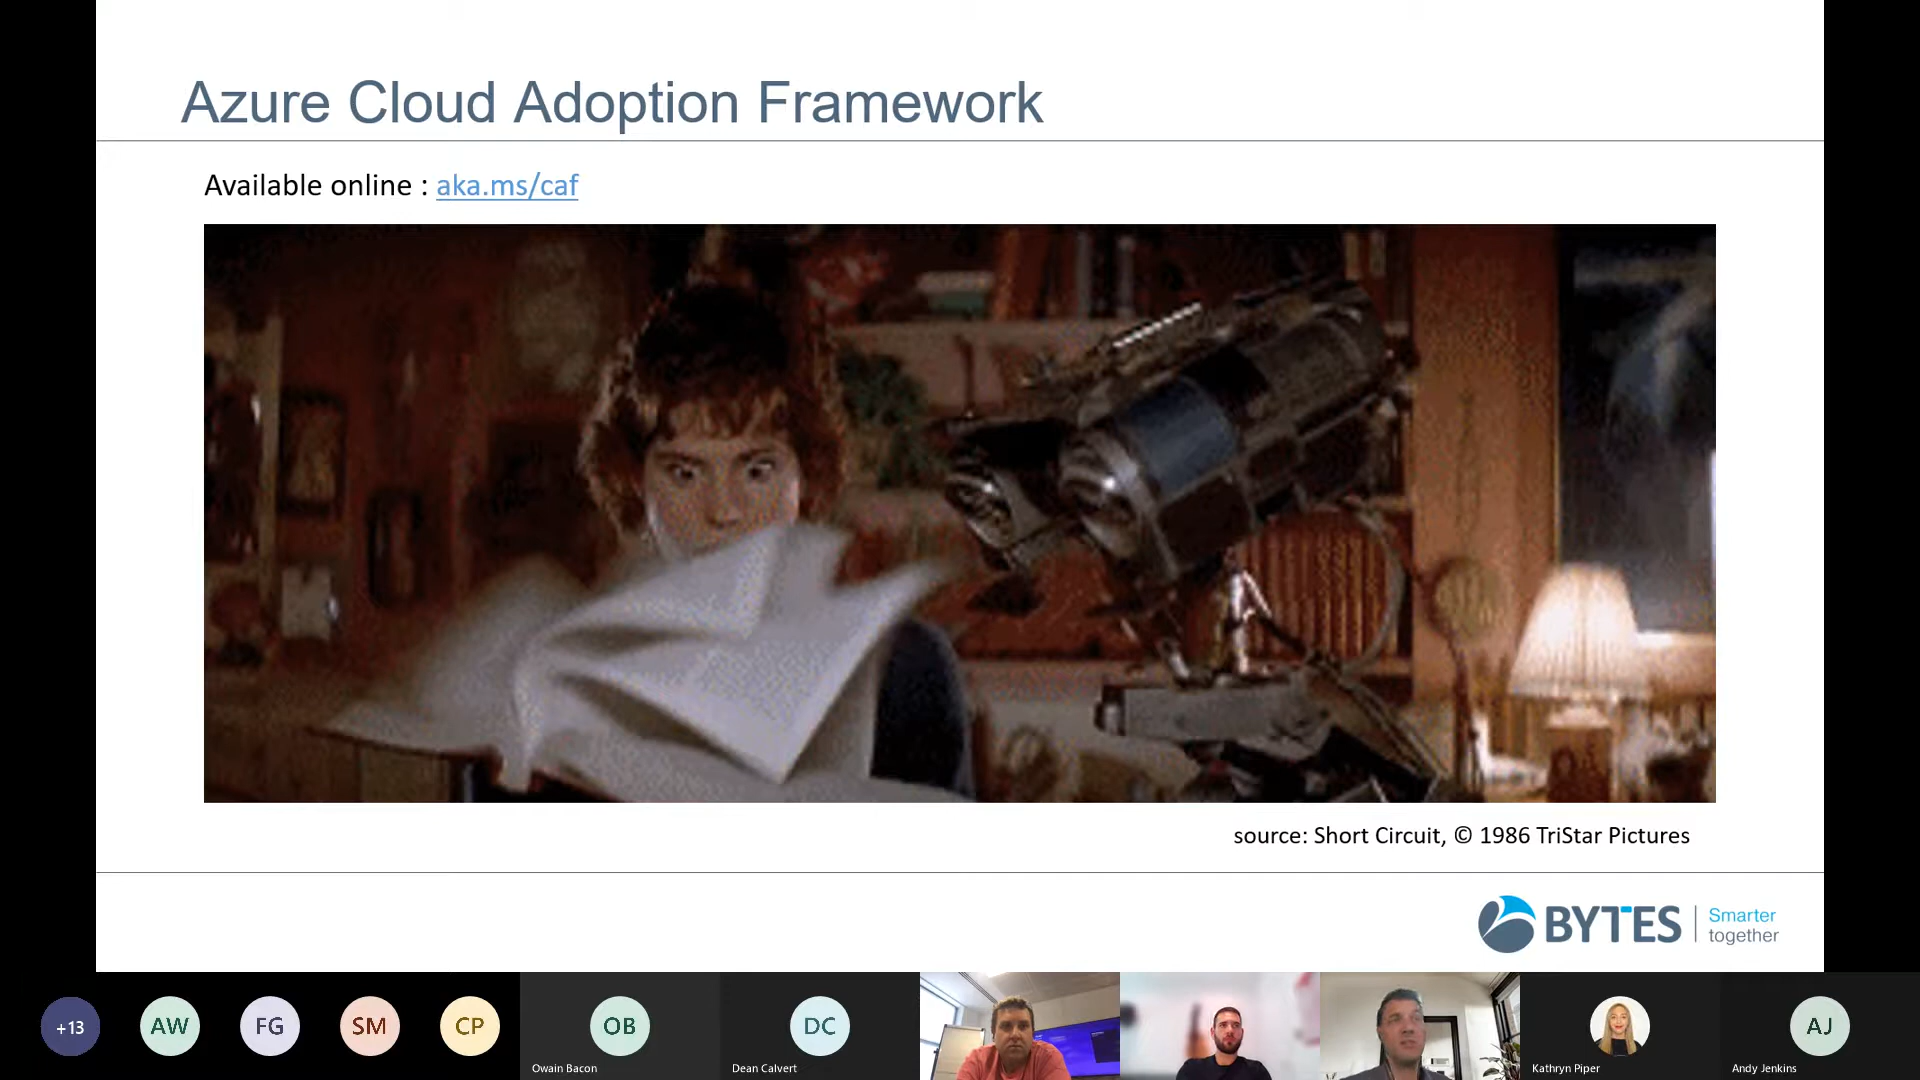 Azure Cloud Adoption Framework
Available online : aka.ms/caf
source: Short Circuit, © 1986 TriStar Pictures
BYTES
Smarter
together
+13
AW
FG
SM
CP
OB
DC
AJ
Owain Bacon
Dean Calvert
Kathryn Piper
Andy Jenkins